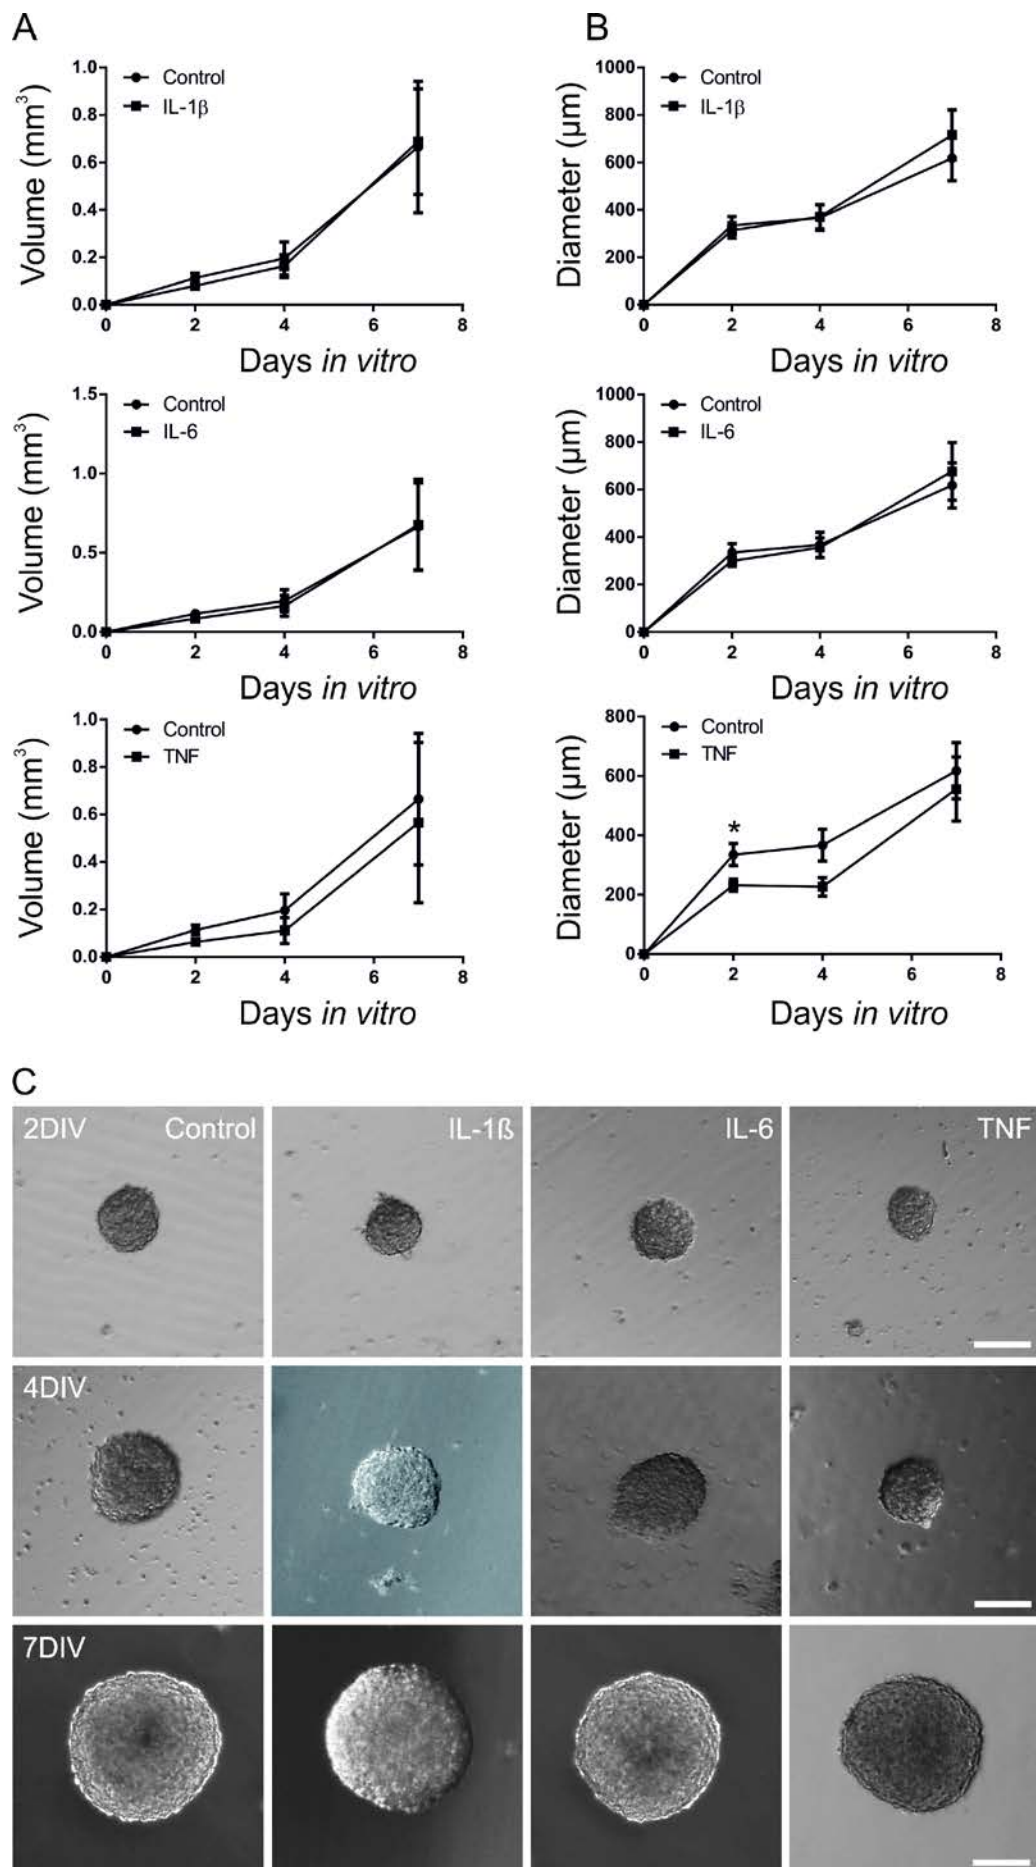 A
B
1.0
0.8
0.6
0.4
0.2
0.0
Volume (mm³)
Control
IL-1β
0 2 4 6 8
Days in vitro
1000
800
600
400
200
0
Diameter (µm)
Control
IL-1β
0 2 4 6 8
Days in vitro
1.5
1.0
0.5
0.0
Volume (mm³)
Control
IL-6
0 2 4 6 8
Days in vitro
1000
800
600
400
200
0
Diameter (µm)
Control
IL-6
0 2 4 6 8
Days in vitro
1.0
0.8
0.6
0.4
0.2
0.0
Volume (mm³)
Control
TNF
0 2 4 6 8
Days in vitro
800
600
400
200
0
Diameter (µm)
Control
TNF
*
0 2 4 6 8
Days in vitro
C
2DIV Control IL-1ß IL-6 TNF
4DIV
7DIV